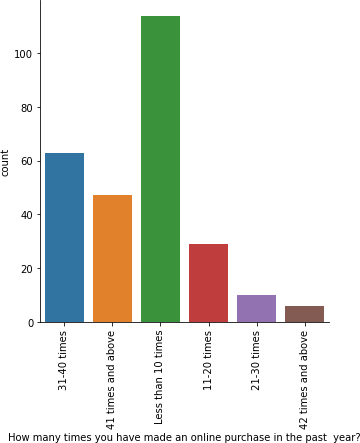 100
80
60
40
20
0
count
31-40 times
41 times and above
Less than 10 times
11-20 times
21-30 times
42 times and above
How many times you have made an online purchase in the past  year?